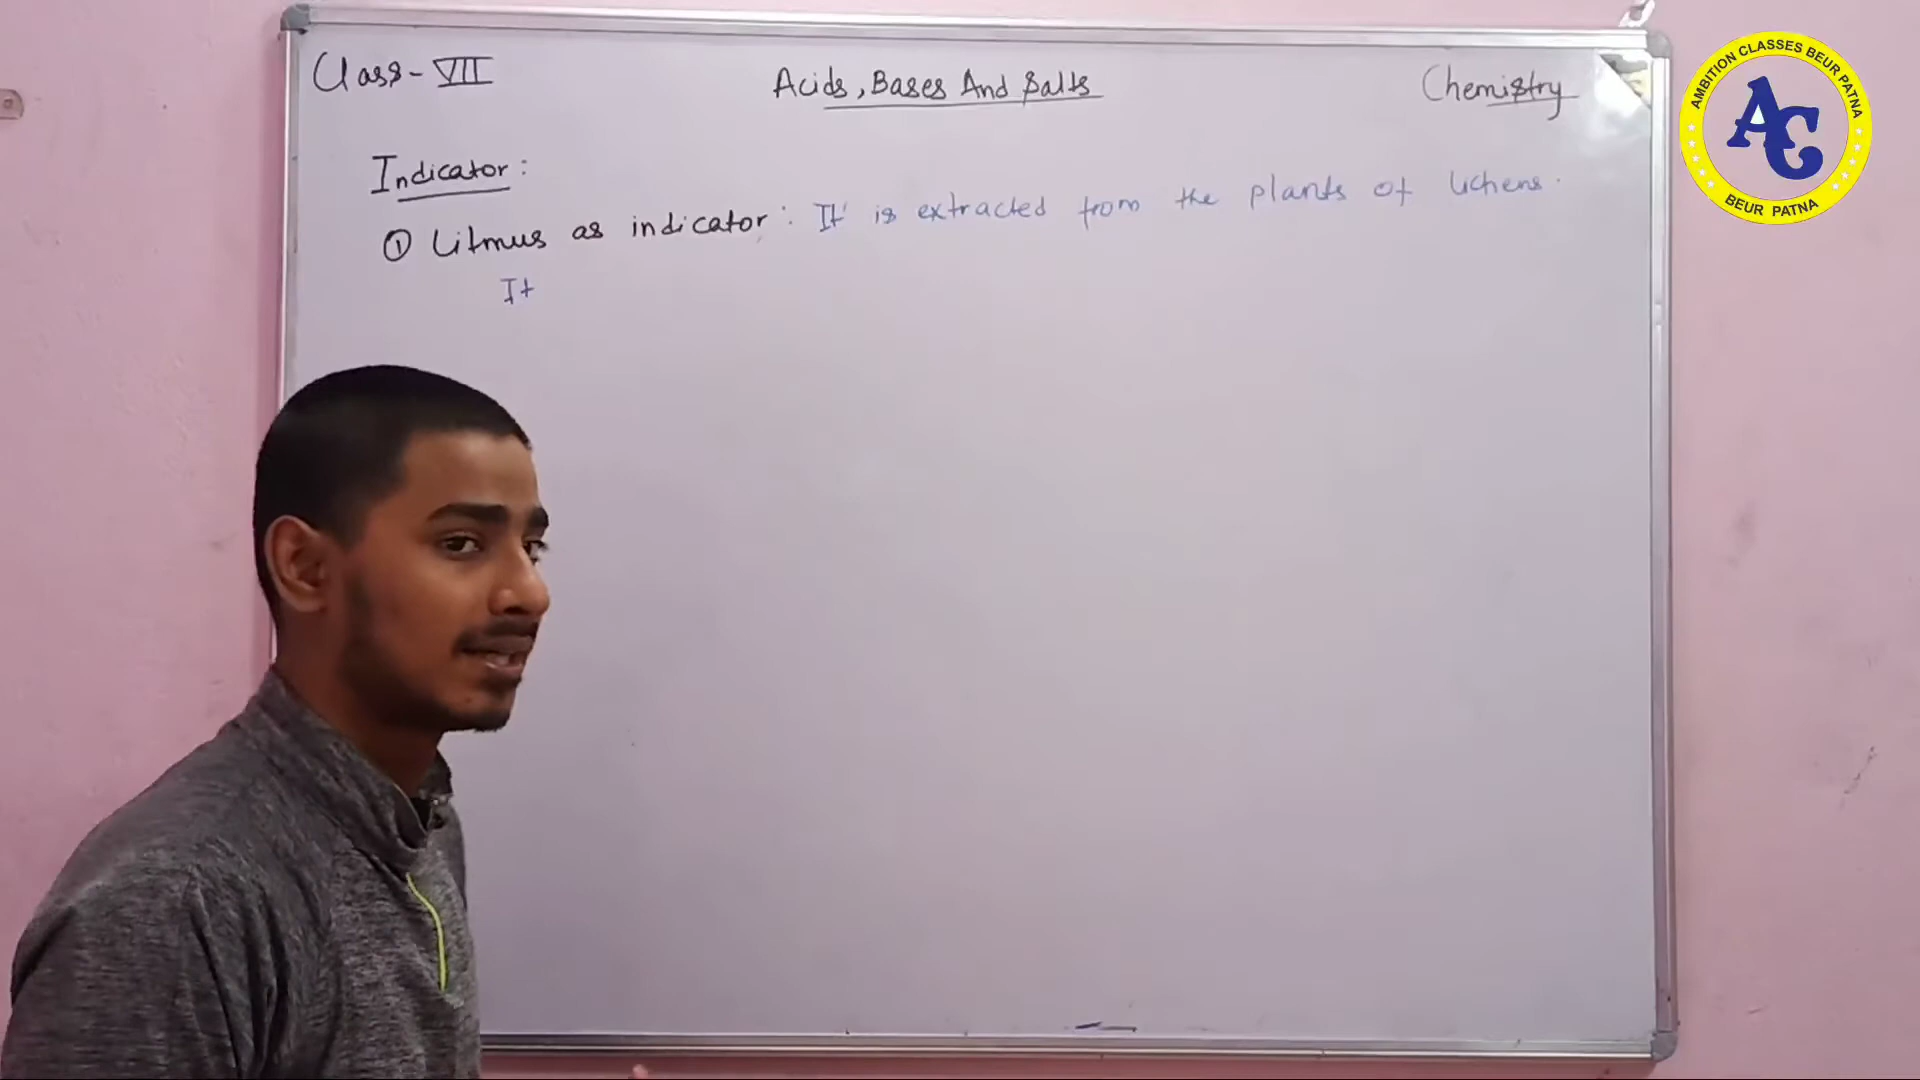 Class - VII
Acids, Bases And Salts
Chemistry
Indicator :
① Litmus as indicator : It is extracted from the plants of lichens.
It
AMBITION CLASSES BEUR PATNA
AC
BEUR PATNA